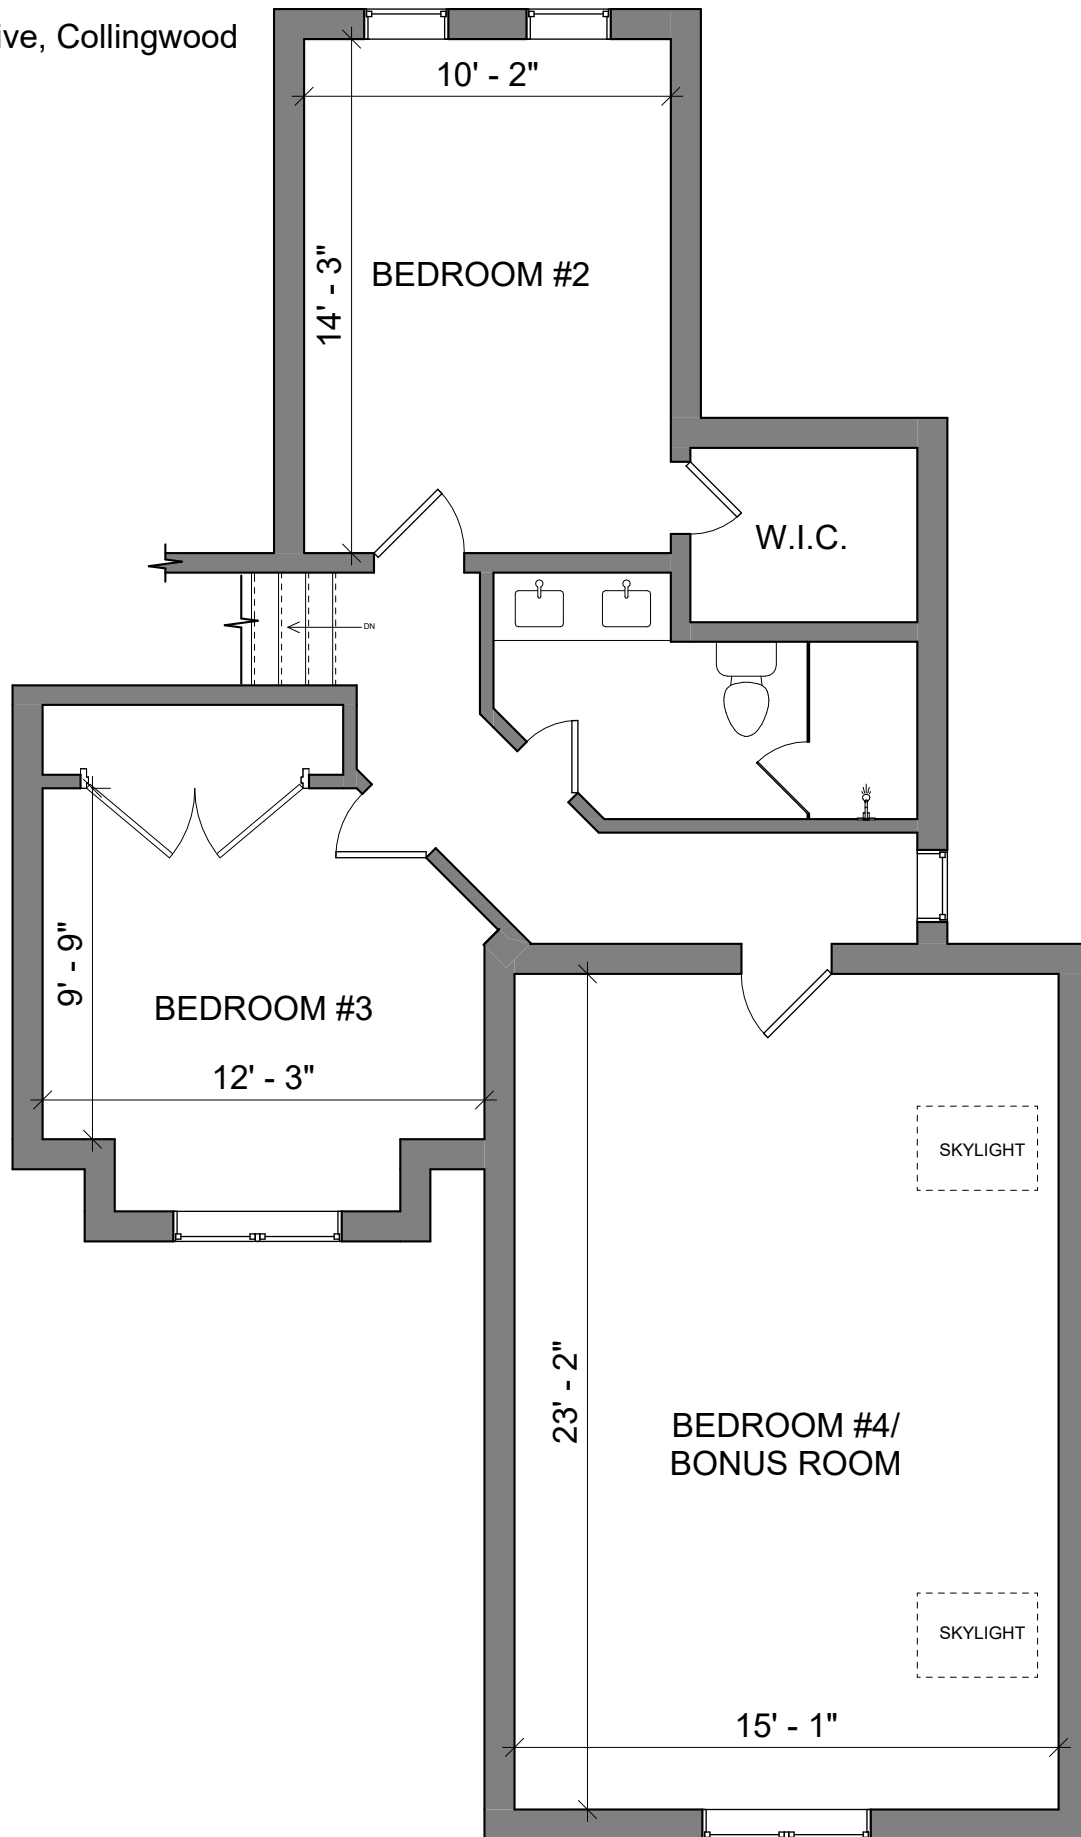 ive, Collingwood
10' - 2"
14' - 3"
BEDROOM #2
W.I.C.
DN
9' - 9"
BEDROOM #3
12' - 3"
SKYLIGHT
23' - 2"
BEDROOM #4/
BONUS ROOM
SKYLIGHT
15' - 1"